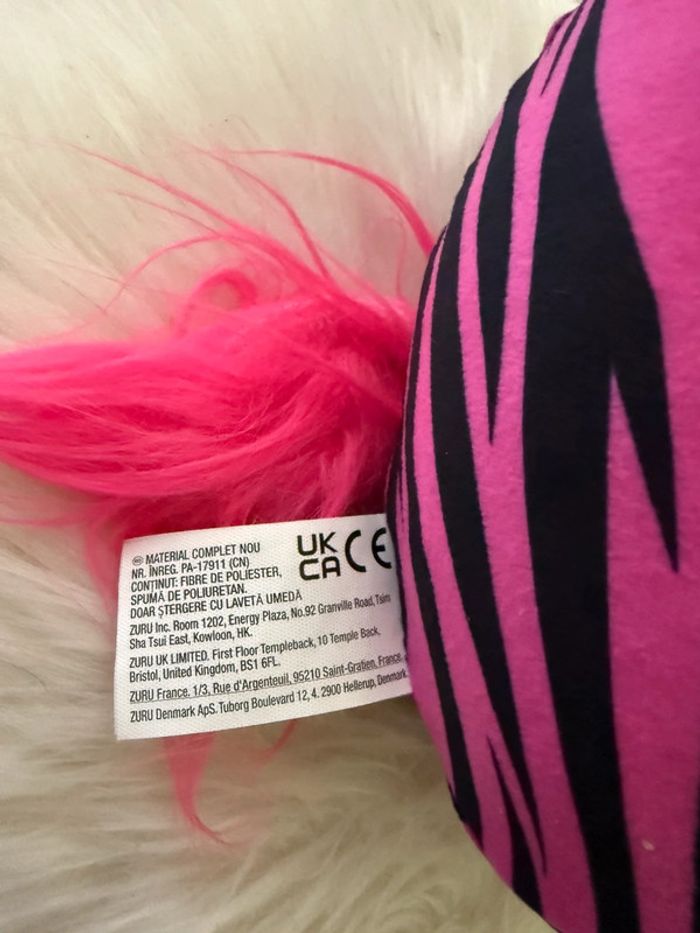 RO MATERIAL COMPLET NOU
NR. ÎNREG. PA-17911 (CN)
CONȚINUT: FIBRE DE POLIESTER,
SPUMĂ DE POLIURETAN.
DOAR ȘTERGERE CU LAVETĂ UMEDĂ
UK
CA
CE
ZURU Inc. Room 1202, Energy Plaza, No.92 Granville Road, Tsim
Sha Tsui East, Kowloon, HK.
ZURU UK LIMITED. First Floor Templeback, 10 Temple Back,
Bristol, United Kingdom, BS1 6FL.
ZURU France. 1/3, Rue d'Argenteuil, 95210 Saint-Gratien, France.
ZURU Denmark ApS. Tuborg Boulevard 12, 4. 2900 Hellerup, Denmark